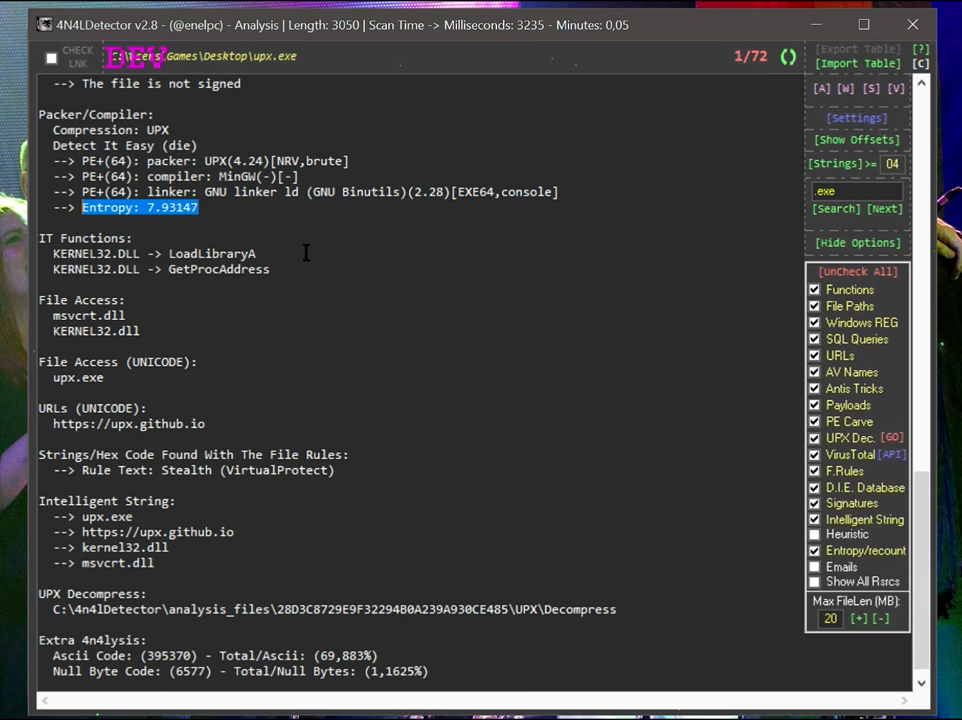 4N4LDetector v2.8 - (@enelpc) - Analysis | Length: 3050 | Scan Time -> Milliseconds: 3235 - Minutes: 0,05
CHECK LNK
DEV
Games\Desktop\upx.exe
1/72
[Export Table] [?]
[Import Table] [C]
--> The file is not signed
Packer/Compiler:
Compression: UPX
Detect It Easy (die)
--> PE+(64): packer: UPX(4.24)[NRV,brute]
--> PE+(64): compiler: MinGW(-)[-]
--> PE+(64): linker: GNU linker ld (GNU Binutils)(2.28)[EXE64,console]
--> Entropy: 7.93147
IT Functions:
KERNEL32.DLL -> LoadLibraryA
KERNEL32.DLL -> GetProcAddress
File Access:
msvcrt.dll
KERNEL32.dll
File Access (UNICODE):
upx.exe
URLs (UNICODE):
https://upx.github.io
Strings/Hex Code Found With The File Rules:
--> Rule Text: Stealth (VirtualProtect)
Intelligent String:
--> upx.exe
--> https://upx.github.io
--> kernel32.dll
--> msvcrt.dll
UPX Decompress:
C:\4n4lDetector\analysis_files\28D3C8729E9F32294B0A239A930CE485\UPX\Decompress
Extra 4n4lysis:
Ascii Code: (395370) - Total/Ascii: (69,883%)
Null Byte Code: (6577) - Total/Null Bytes: (1,1625%)
[A] [W] [S] [V]
[Settings]
[Show Offsets]
[Strings]>= 04
.exe
[Search] [Next]
[Hide Options]
[UnCheck All]
Functions
File Paths
Windows REG
SQL Queries
URLs
AV Names
Antis Tricks
Payloads
PE Carve
UPX Dec. [GO]
VirusTotal [API]
F.Rules
D.I.E. Database
Signatures
Intelligent String
Heuristic
Entropy/recount
Emails
Show All Rsrcs
Max FileLen (MB):
20 [+] [-]